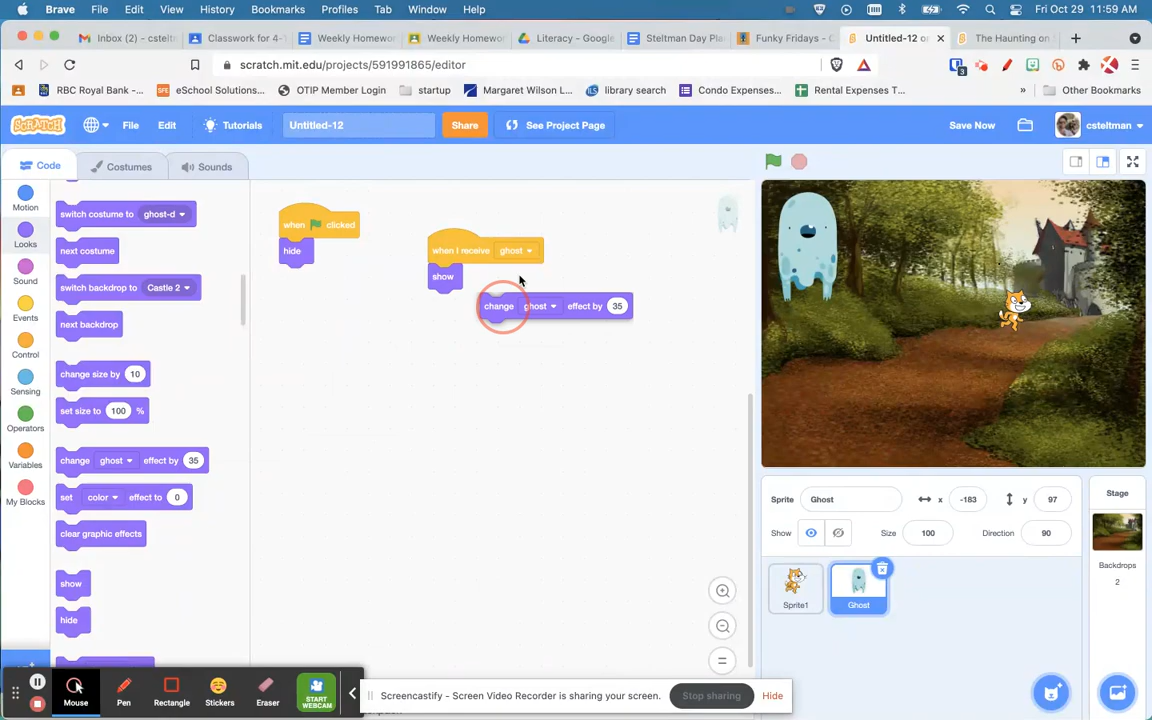 Brave File Edit View History Bookmarks Profiles Tab Window Help Fri Oct 29 11:59 AM
Inbox (2) - csteltm Classwork for 4- Weekly Homewor Weekly Homewor Literacy - Google Steltman Day Pla Funky Fridays - C Untitled-12 on The Haunting on
scratch.mit.edu/projects/591991865/editor
RBC Royal Bank -... eSchool Solutions... OTIP Member Login startup Margaret Wilson L... library search Condo Expenses... Rental Expenses T... » Other Bookmarks
SCRATCH File Edit Tutorials Untitled-12 Share See Project Page Save Now csteltman
Code Costumes Sounds
Motion
Looks
Sound
Events
Control
Sensing
Operators
Variables
My Blocks
switch costume to ghost-d
next costume
switch backdrop to Castle 2
next backdrop
change size by 10
set size to 100 %
change ghost effect by 35
set color effect to 0
clear graphic effects
show
hide
when clicked
hide
when I receive ghost
show
change ghost effect by 35
Sprite Ghost x -183 y 97
Show Size 100 Direction 90
Sprite1
Ghost
Stage
Backdrops
2
Mouse Pen Rectangle Stickers Eraser START WEBCAM
Screencastify - Screen Video Recorder is sharing your screen. Stop sharing Hide